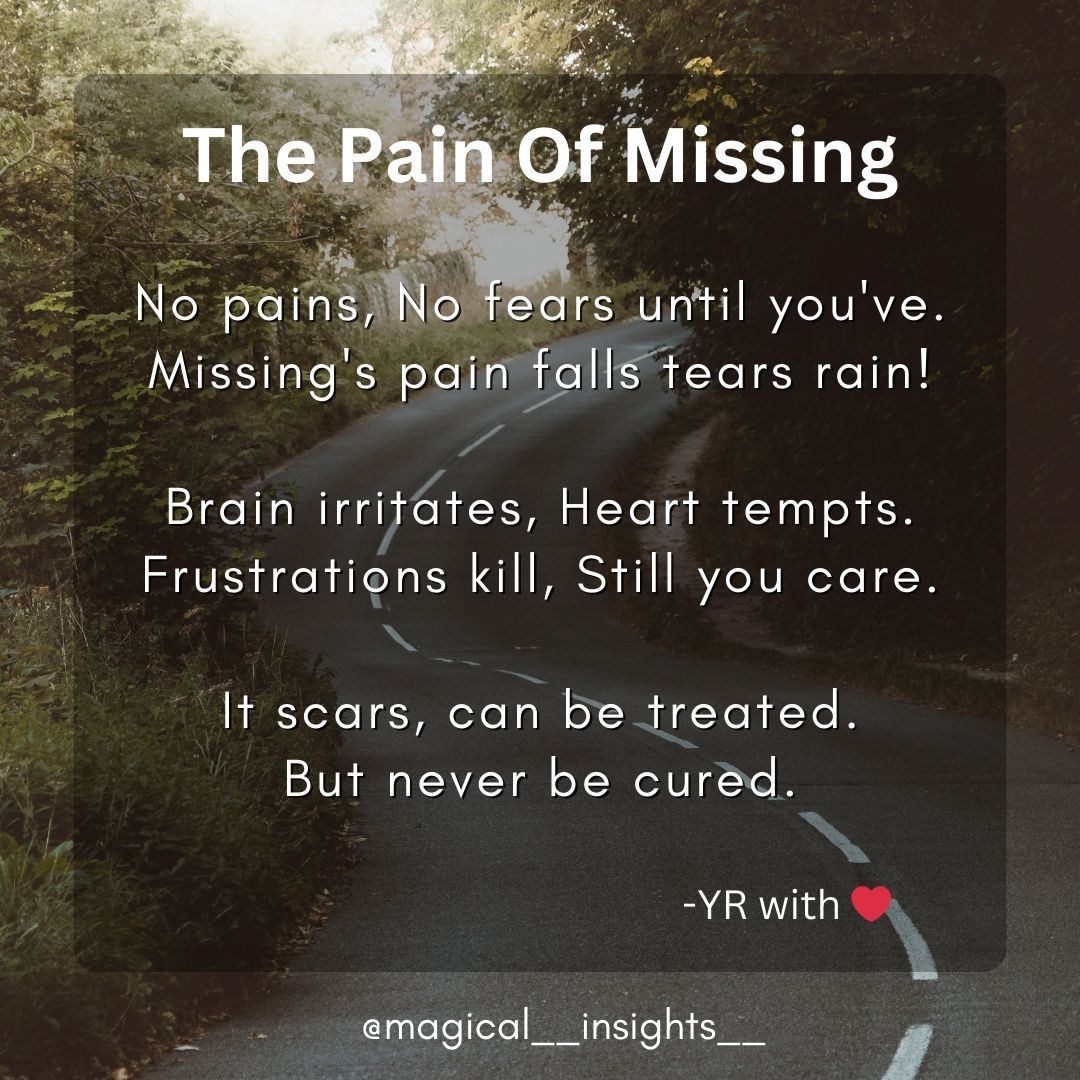 The Pain Of Missing
No pains, No fears until you've.
Missing's pain falls tears rain!
Brain irritates, Heart tempts.
Frustrations kill, Still you care.
It scars, can be treated.
But never be cured.
-YR with ❤️
@magical__insights__